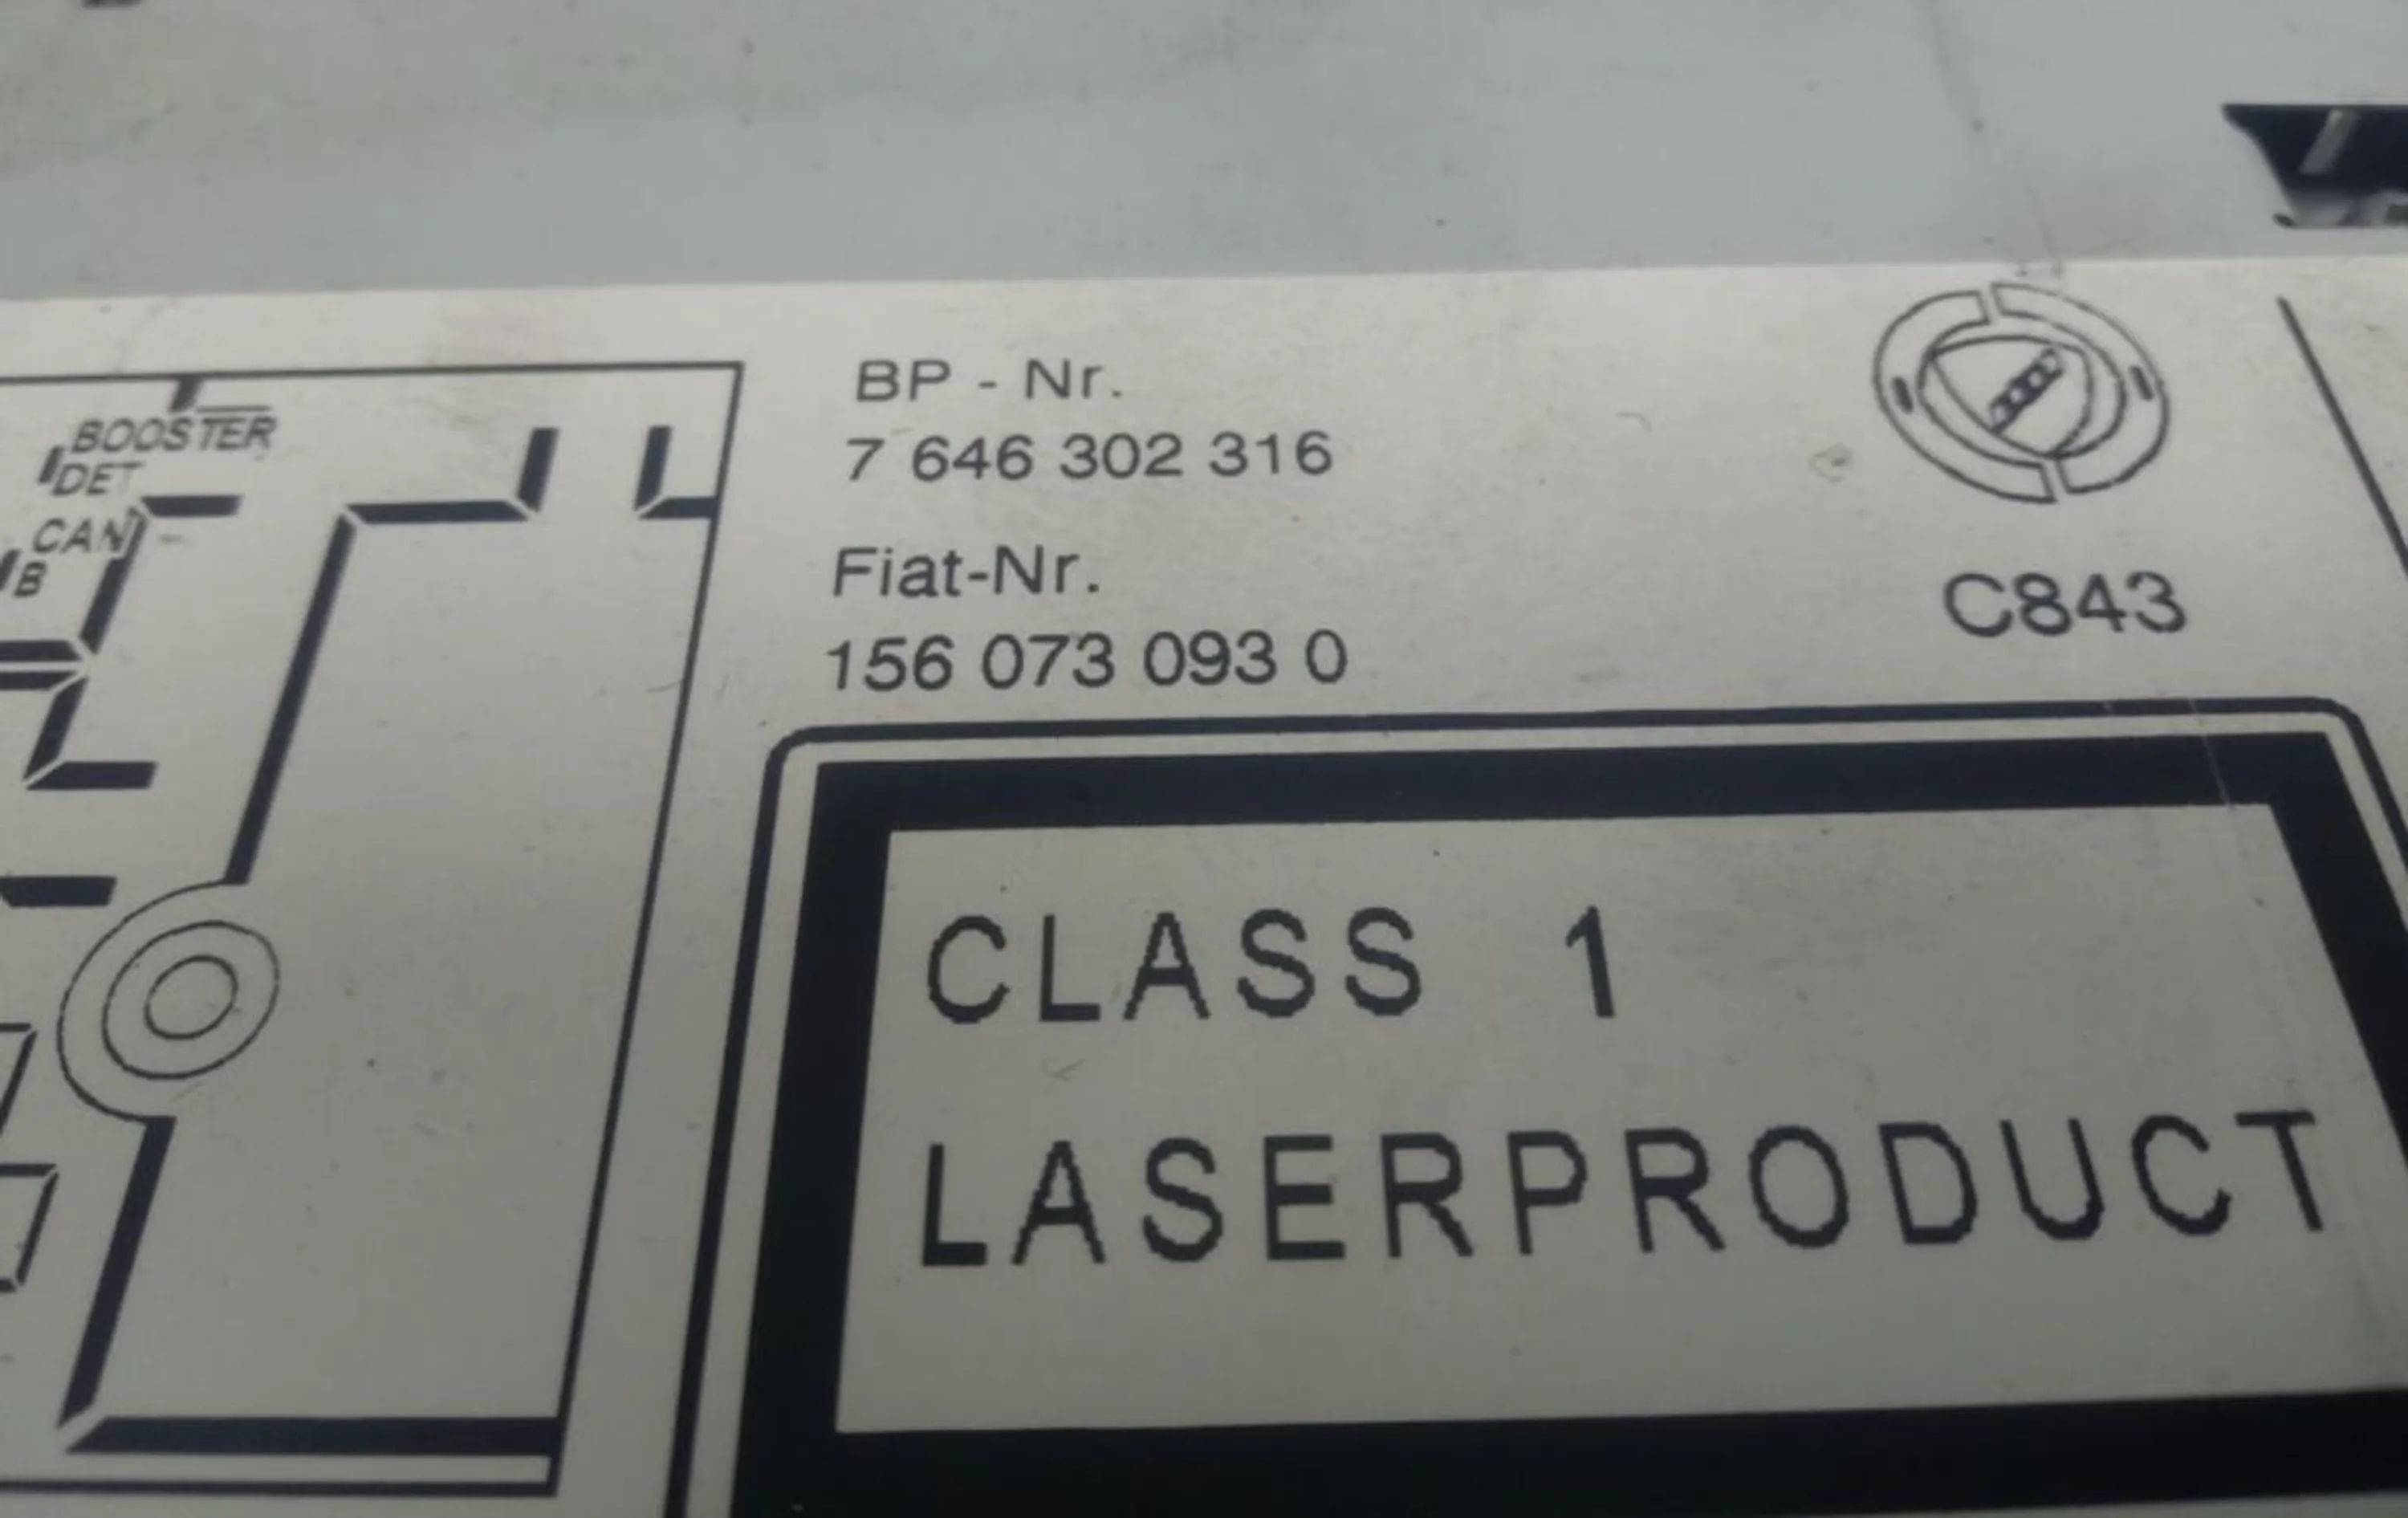 BOOSTER
DET
CAN
B
BP - Nr.
7 646 302 316
Fiat-Nr.
156 073 093 0
C843
CLASS 1
LASERPRODUCT